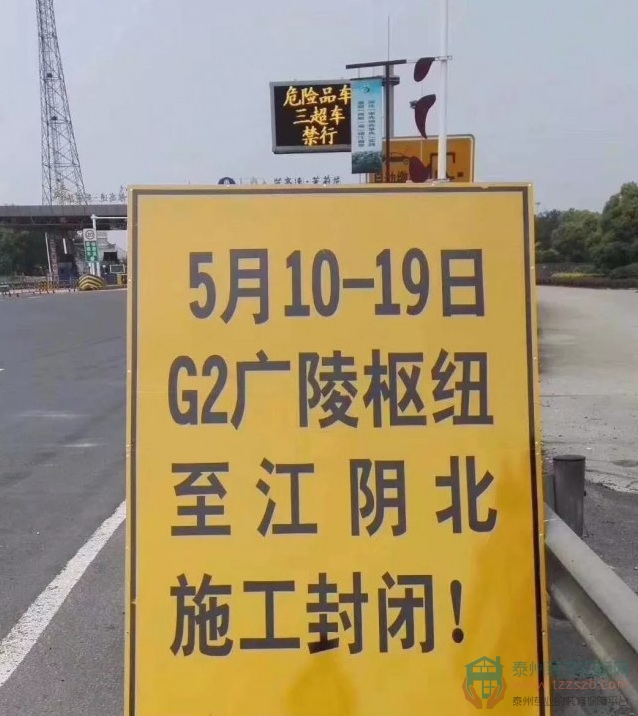 危险品车
三超车
禁行
5月10-19日
G2广陵枢纽
至江阴北
施工封闭!